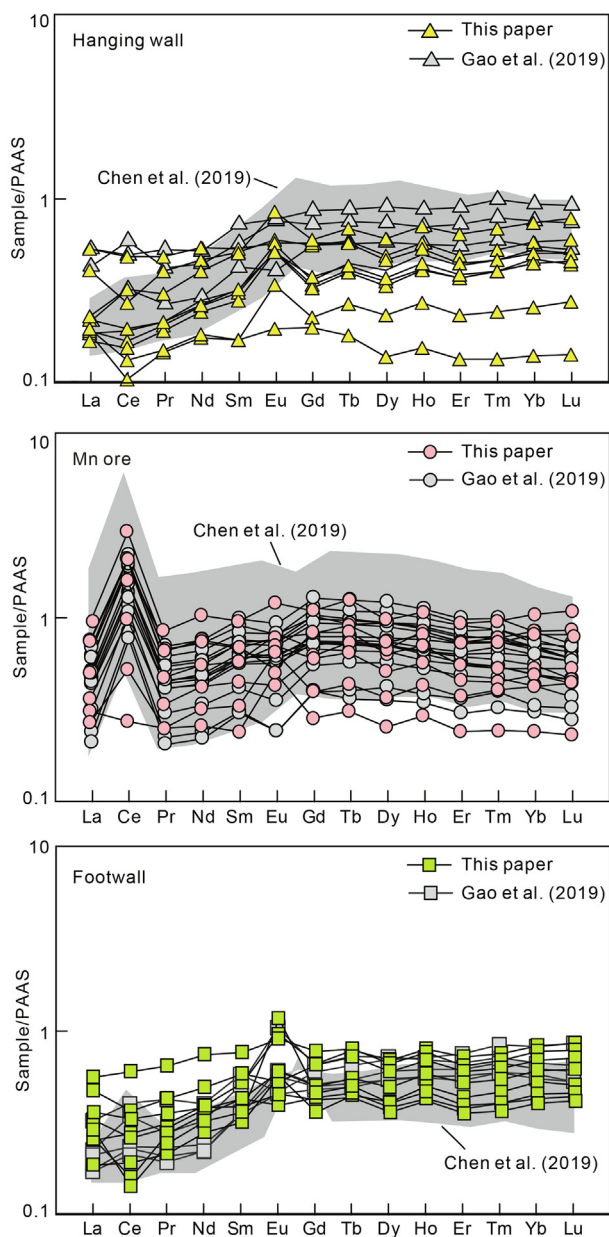 10
Hanging wall
This paper
Gao et al. (2019)
Chen et al. (2019)
1
Sample/PAAS
0.1
La Ce Pr Nd Sm Eu Gd Tb Dy Ho Er Tm Yb Lu
10
Mn ore
This paper
Gao et al. (2019)
Chen et al. (2019)
1
Sample/PAAS
0.1
La Ce Pr Nd Sm Eu Gd Tb Dy Ho Er Tm Yb Lu
10
Footwall
This paper
Gao et al. (2019)
1
Sample/PAAS
Chen et al. (2019)
0.1
La Ce Pr Nd Sm Eu Gd Tb Dy Ho Er Tm Yb Lu